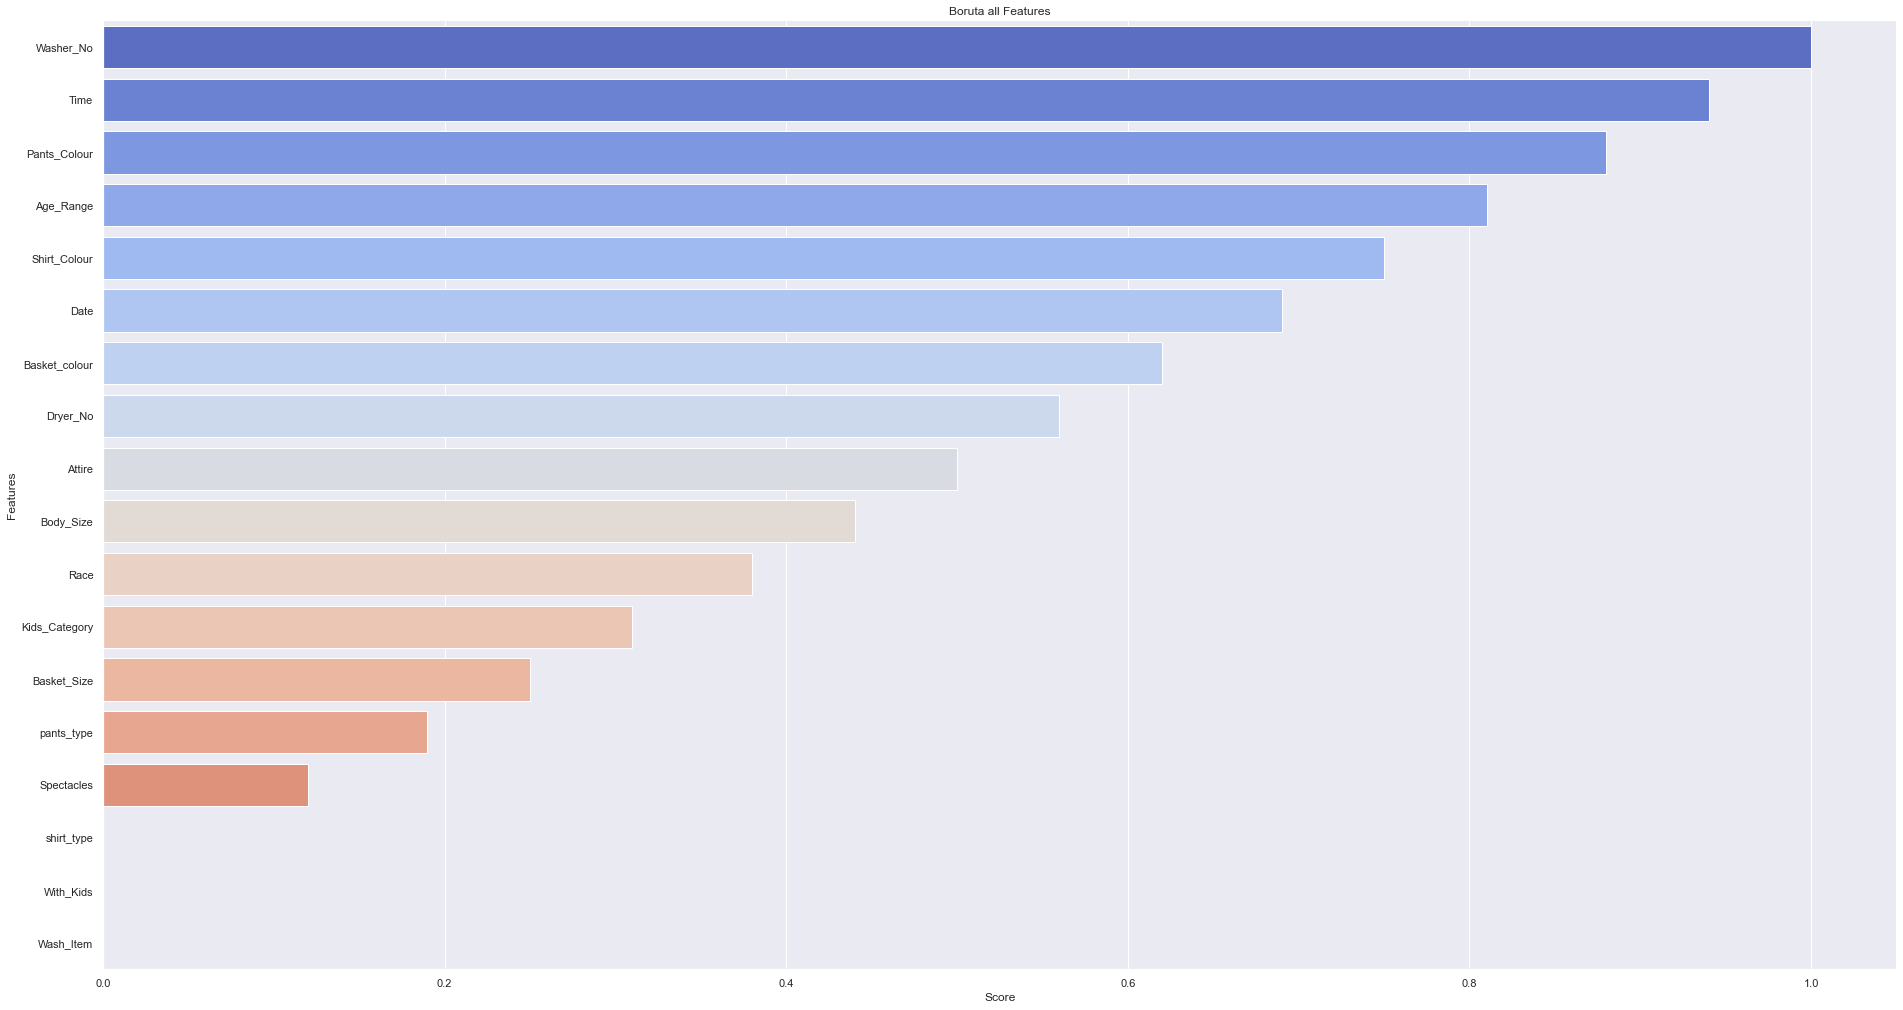 Boruta all Features
Washer_No
Time
Pants_Colour
Age_Range
Shirt_Colour
Date
Basket_colour
Dryer_No
Attire
Body_Size
Race
Kids_Category
Basket_Size
pants_type
Spectacles
shirt_type
With_Kids
Wash_Item
Features
0.0 0.2 0.4 0.6 0.8 1.0
Score